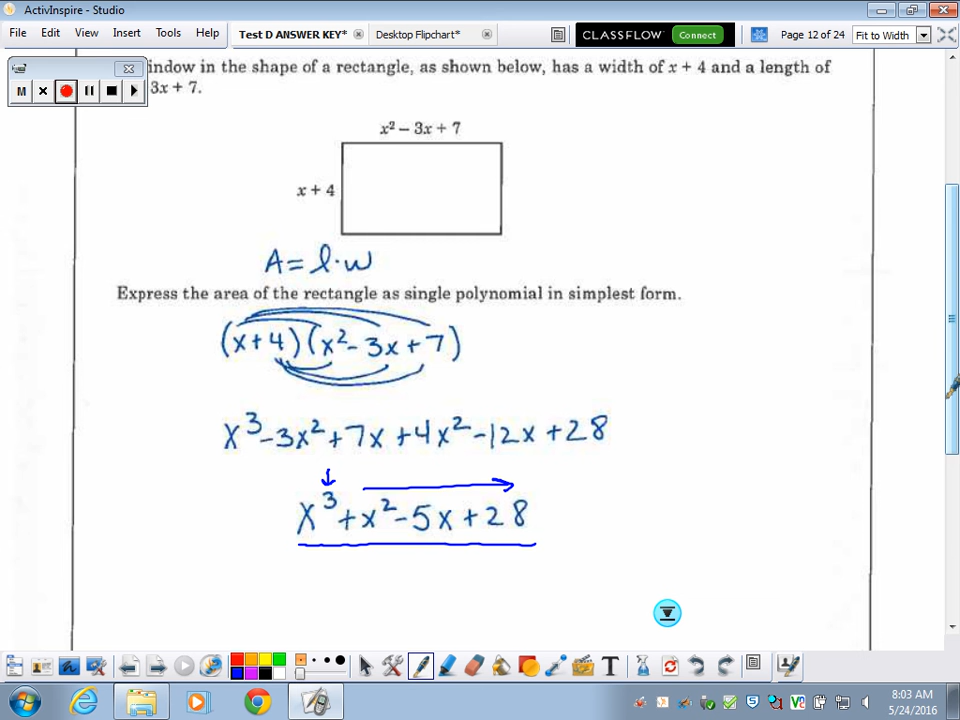 ActivInspire - Studio
File Edit View Insert Tools Help Test D ANSWER KEY* Desktop Flipchart* CLASSFLOW Connect Page 12 of 24 Fit to Width
indow in the shape of a rectangle, as shown below, has a width of x + 4 and a length of
M 3x + 7.
x² – 3x + 7
x + 4
A = l·w
Express the area of the rectangle as single polynomial in simplest form.
(x+4)(x²-3x+7)
x³-3x²+7x+4x²-12x+28
x³+x²-5x+28
T
8:03 AM
5/24/2016